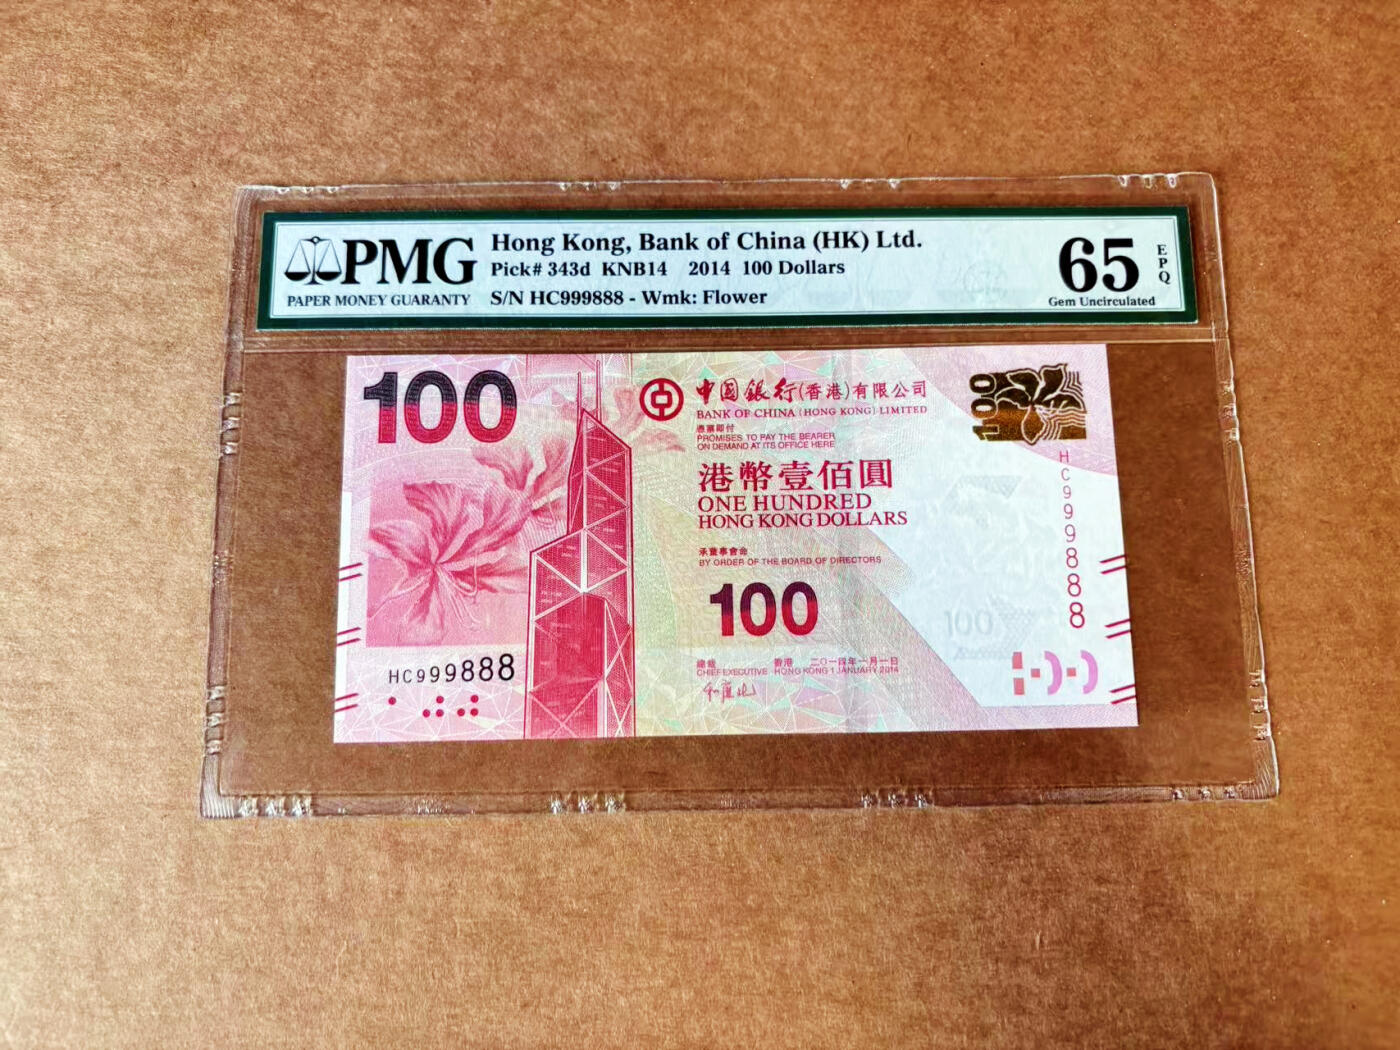 PMG
PAPER MONEY GUARANTY
Hong Kong, Bank of China (HK) Ltd.
Pick# 343d KNB14 2014 100 Dollars
S/N HC999888 - Wmk: Flower
65
EPQ
Gem Uncirculated
100
中国銀行(香港)有限公司
BANK OF CHINA (HONG KONG) LIMITED
憑票即付
PROMISES TO PAY THE BEARER
ON DEMAND AT ITS OFFICE HERE
港幣壹佰圓
ONE HUNDRED
HONG KONG DOLLARS
承董事會命
BY ORDER OF THE BOARD OF DIRECTORS
100
總裁
CHIEF EXECUTIVE
香港 二〇一四年一月一日
HONG KONG 1 JANUARY 2014
100
HC999888
100
HC999888